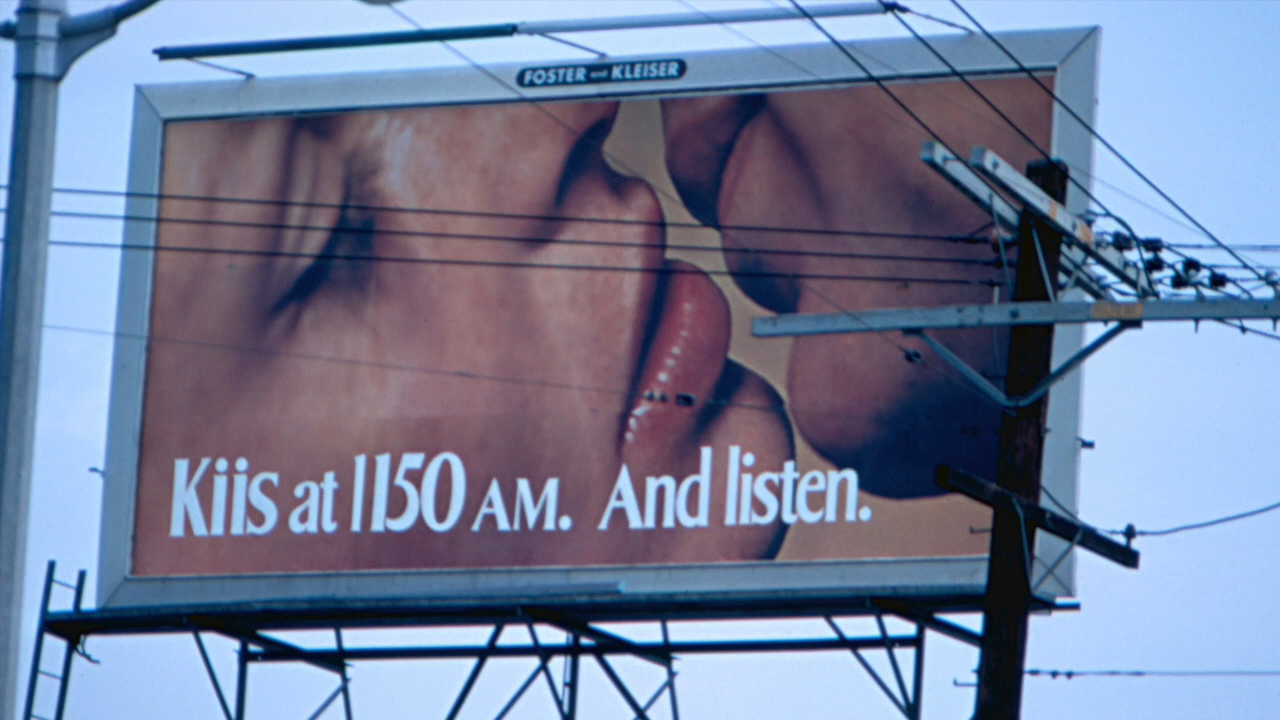 FOSTER and KLEISER
Kiis at 1150 AM. And listen.